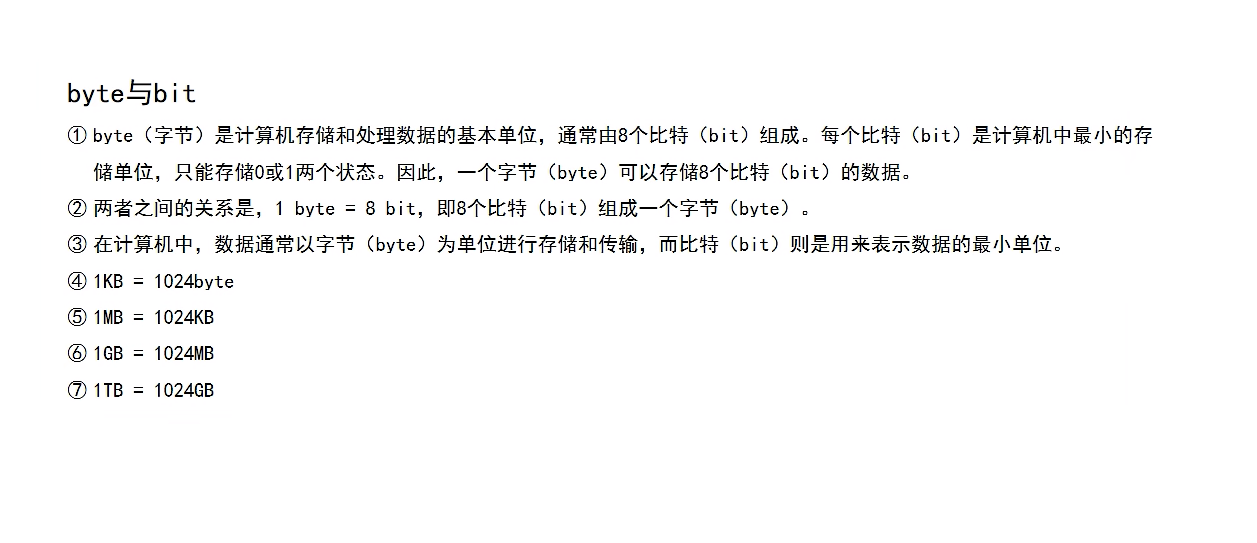 byte与bit
① byte（字节）是计算机存储和处理数据的基本单位，通常由8个比特（bit）组成。每个比特（bit）是计算机中最小的存
储单位，只能存储0或1两个状态。因此，一个字节（byte）可以存储8个比特（bit）的数据。
② 两者之间的关系是，1 byte = 8 bit，即8个比特（bit）组成一个字节（byte）。
③ 在计算机中，数据通常以字节（byte）为单位进行存储和传输，而比特（bit）则是用来表示数据的最小单位。
④ 1KB = 1024byte
⑤ 1MB = 1024KB
⑥ 1GB = 1024MB
⑦ 1TB = 1024GB